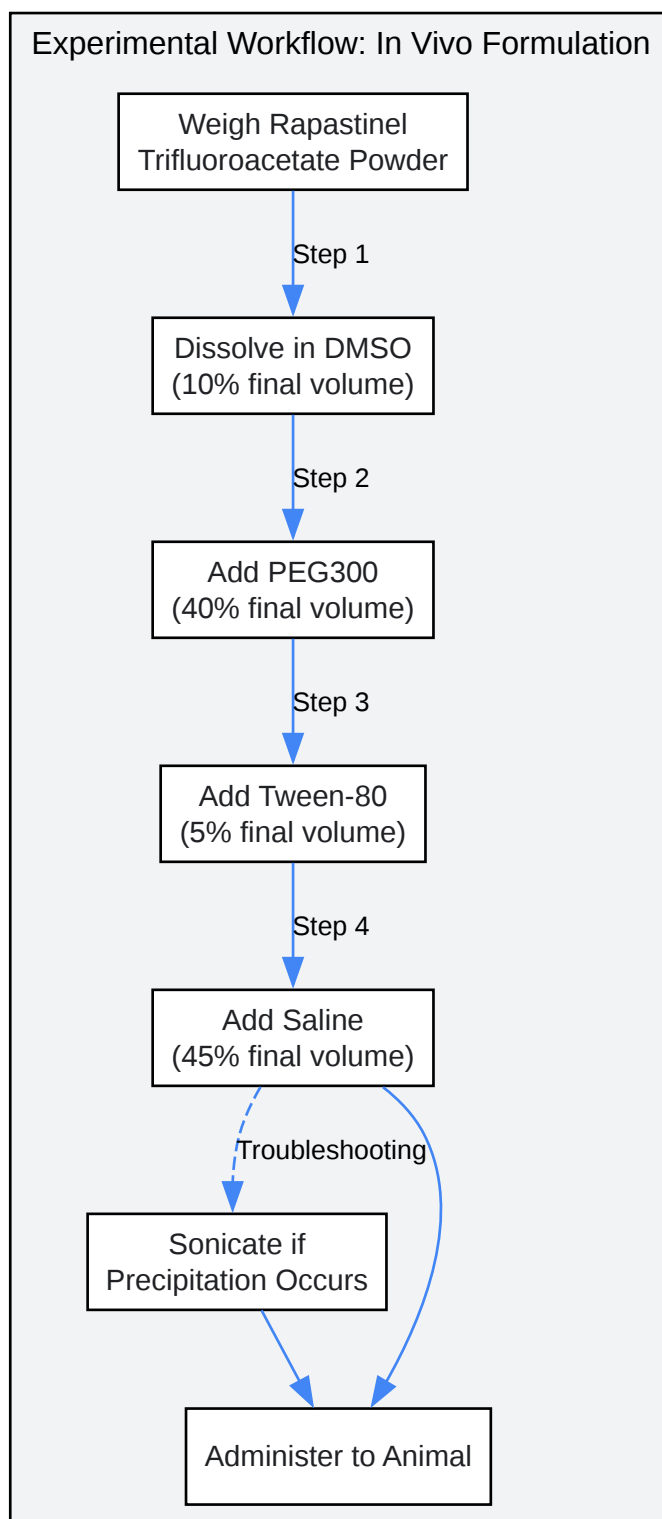 Experimental Workflow: In Vivo Formulation
Weigh Rapastinel
Trifluoroacetate Powder
Step 1
Dissolve in DMSO
(10% final volume)
Step 2
Add PEG300
(40% final volume)
Step 3
Add Tween-80
(5% final volume)
Step 4
Add Saline
(45% final volume)
Troubleshooting
Sonicate if
Precipitation Occurs
Administer to Animal